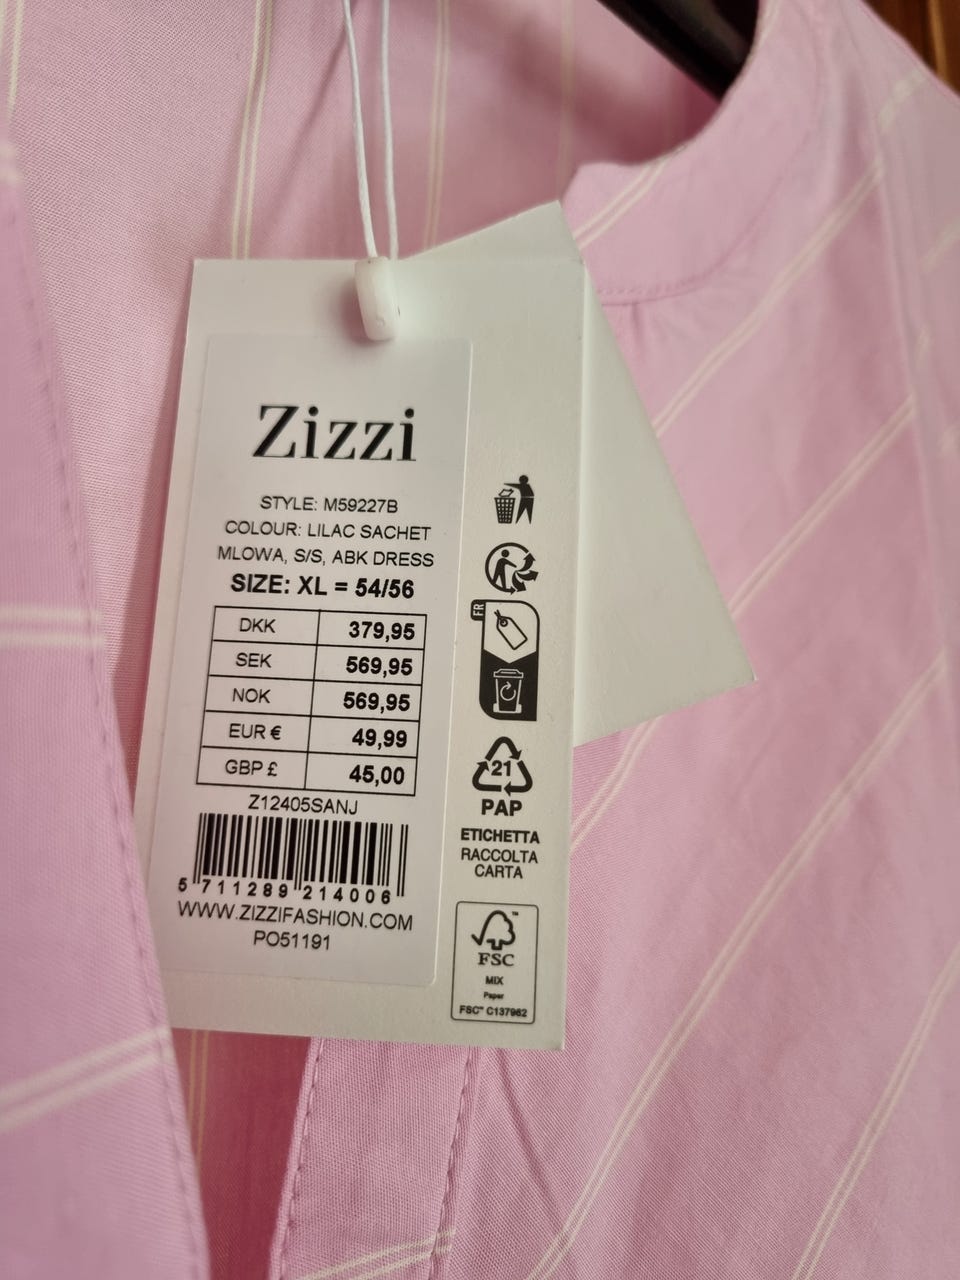 Zizzi
STYLE: M59227B
COLOUR: LILAC SACHET
MLOWA, S/S, ABK DRESS
SIZE: XL = 54/56
DKK 379,95
SEK 569,95
NOK 569,95
EUR € 49,99
GBP £ 45,00
Z12405SANJ
5 711289 214006
WWW.ZIZZIFASHION.COM
PO51191
FR
21
PAP
ETICHETTA
RACCOLTA
CARTA
FSC™
MIX
Paper
FSC™ C137962